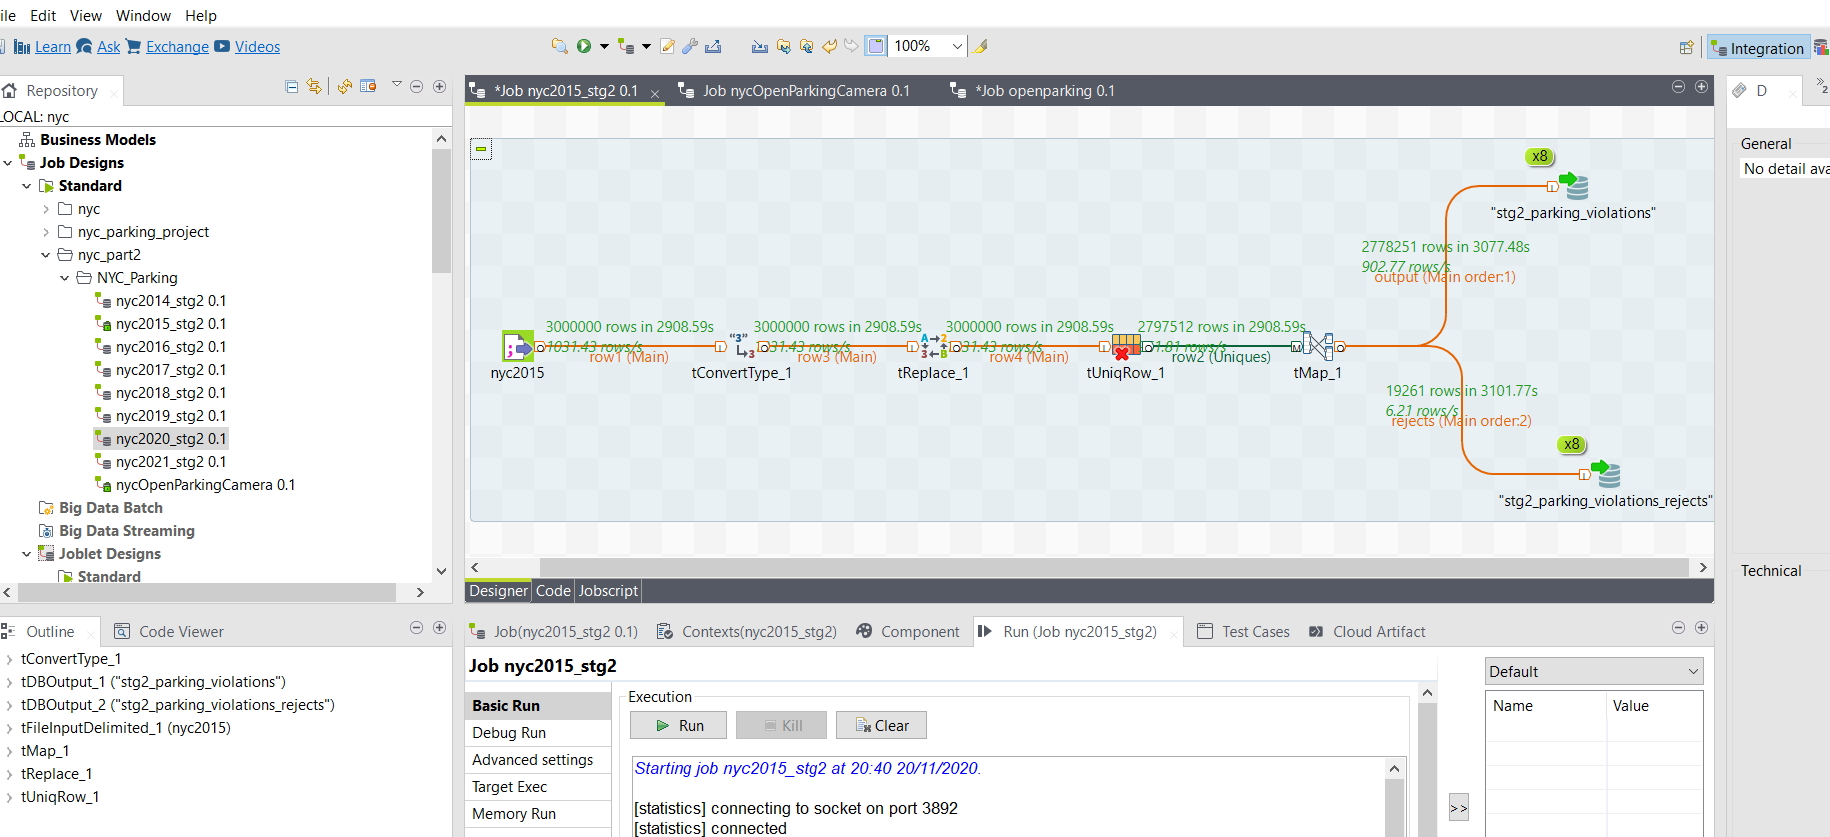 ile Edit View Window Help
Learn Ask Exchange Videos
100%
Integration
Repository
LOCAL: nyc
Business Models
Job Designs
Standard
nyc
nyc_parking_project
nyc_part2
NYC_Parking
nyc2014_stg2 0.1
nyc2015_stg2 0.1
nyc2016_stg2 0.1
nyc2017_stg2 0.1
nyc2018_stg2 0.1
nyc2019_stg2 0.1
nyc2020_stg2 0.1
nyc2021_stg2 0.1
nycOpenParkingCamera 0.1
Big Data Batch
Big Data Streaming
Joblet Designs
Standard
*Job nyc2015_stg2 0.1
Job nycOpenParkingCamera 0.1
*Job openparking 0.1
x8
"stg2_parking_violations"
2778251 rows in 3077.48s
902.77 rows/s
output (Main order:1)
3000000 rows in 2908.59s
3000000 rows in 2908.59s
3000000 rows in 2908.59s
2797512 rows in 2908.59s
1031.43 rows/s
31.43 rows/s
31.43 rows/s
1.81 rows/s
row1 (Main)
row3 (Main)
row4 (Main)
row2 (Uniques)
nyc2015
tConvertType_1
tReplace_1
tUniqRow_1
tMap_1
19261 rows in 3101.77s
6.21 rows/s
rejects (Main order:2)
x8
"stg2_parking_violations_rejects"
Designer Code Jobscript
D
2
General
No detail ava
Technical
Outline
Code Viewer
tConvertType_1
tDBOutput_1 ("stg2_parking_violations")
tDBOutput_2 ("stg2_parking_violations_rejects")
tFileInputDelimited_1 (nyc2015)
tMap_1
tReplace_1
tUniqRow_1
Job(nyc2015_stg2 0.1)
Contexts(nyc2015_stg2)
Component
Run (Job nyc2015_stg2)
Test Cases
Cloud Artifact
Job nyc2015_stg2
Basic Run
Debug Run
Advanced settings
Target Exec
Memory Run
Execution
Run
Kill
Clear
Starting job nyc2015_stg2 at 20:40 20/11/2020.
[statistics] connecting to socket on port 3892
[statistics] connected
>>
Default
Name Value